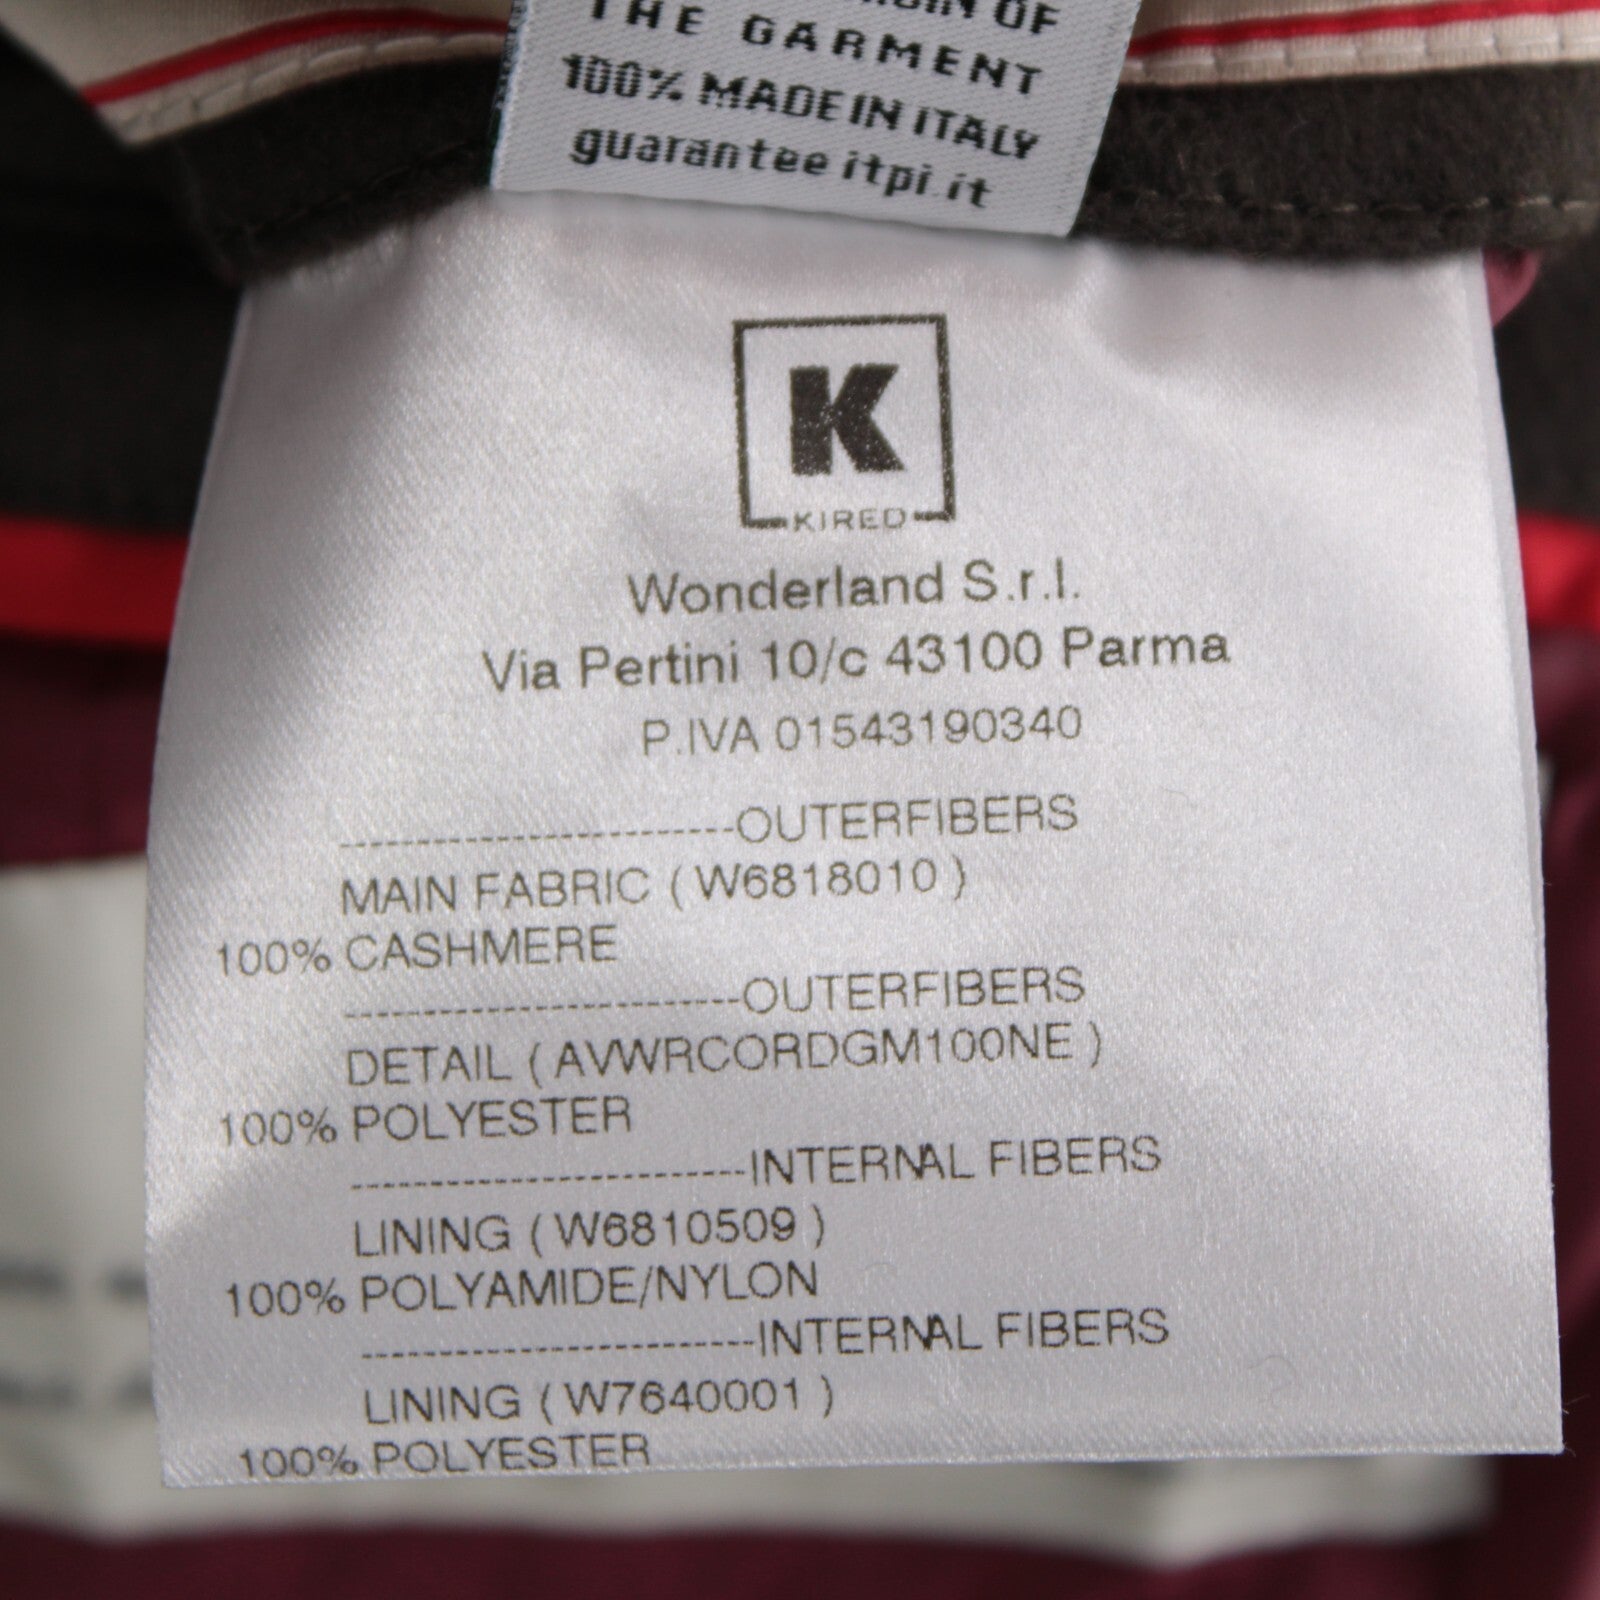 OF
THE GARMENT
100% MADE IN ITALY
guarantee itpi.it
K
KIRED
Wonderland S.r.l.
Via Pertini 10/c 43100 Parma
P.IVA 01543190340
-------------------------OUTERFIBERS
MAIN FABRIC ( W6818010 )
100% CASHMERE
-------------------------OUTERFIBERS
DETAIL ( AVWRCORDGM100NE )
100% POLYESTER
-------------------------INTERNAL FIBERS
LINING ( W6810509 )
100% POLYAMIDE/NYLON
-------------------------INTERNAL FIBERS
LINING ( W7640001 )
100% POLYESTER